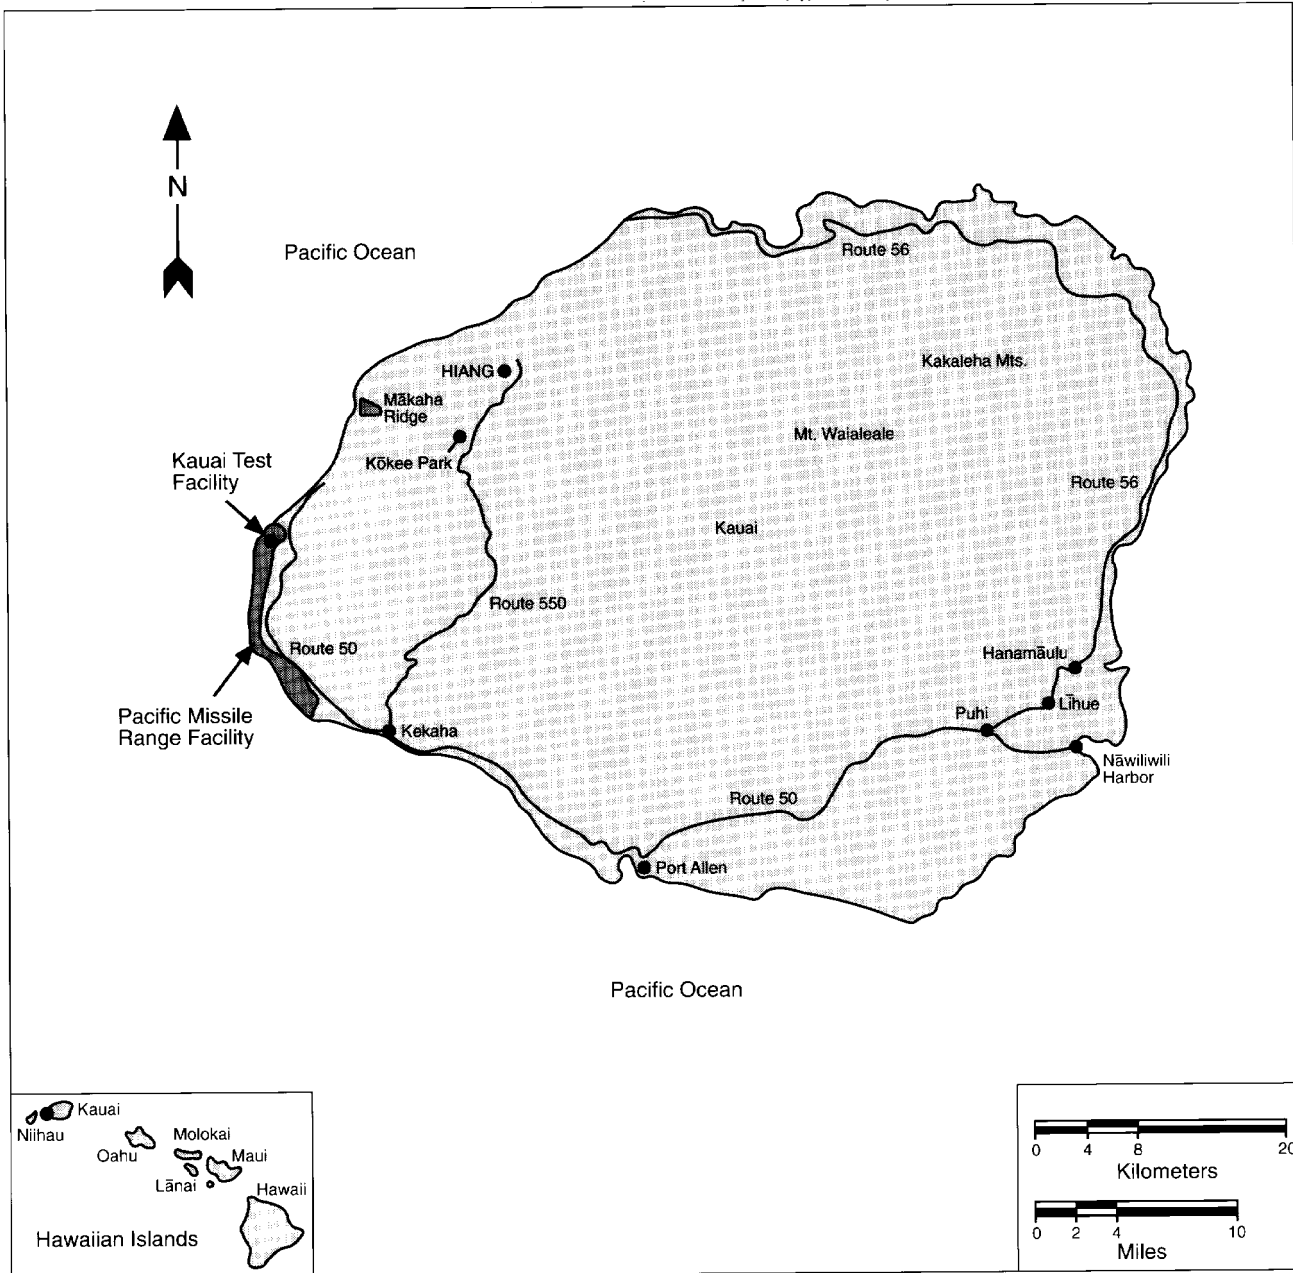 N
Pacific Ocean
Route 56
HIANG
Kakaleha Mts.
Mākaha
Ridge
Mt. Waialeale
Kauai Test
Facility
Kōkee Park
Route 56
Kauai
Route 550
Route 50
Hanamāulu
Līhue
Puhi
Pacific Missile
Range Facility
Kekaha
Nāwiliwili
Harbor
Route 50
Port Allen
Pacific Ocean
Kauai
Niihau
Oahu
Molokai
Maui
Lānai
Hawaii
Hawaiian Islands
0 4 8 20
Kilometers
0 2 4 10
Miles